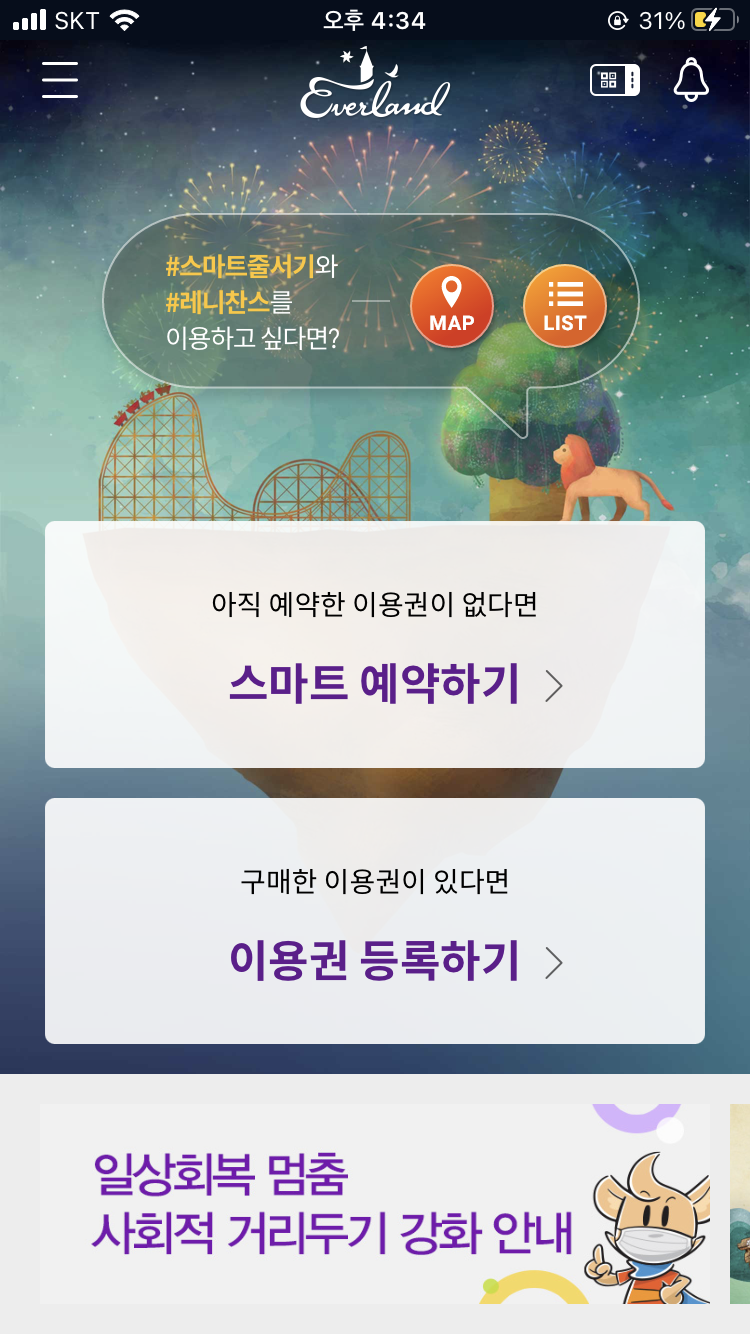 SKT 오후 4:34 31%
Everland
#스마트줄서기와
#레니찬스를
이용하고 싶다면?
MAP
LIST
아직 예약한 이용권이 없다면
스마트 예약하기
구매한 이용권이 있다면
이용권 등록하기
일상회복 멈춤
사회적 거리두기 강화 안내